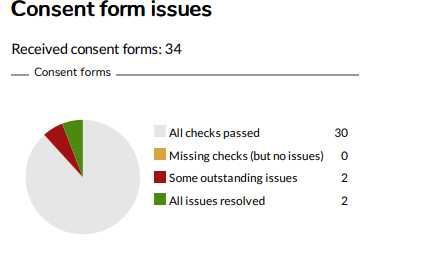 Consent form issues
Received consent forms: 34
Consent forms
All checks passed 30
Missing checks (but no issues) 0
Some outstanding issues 2
All issues resolved 2